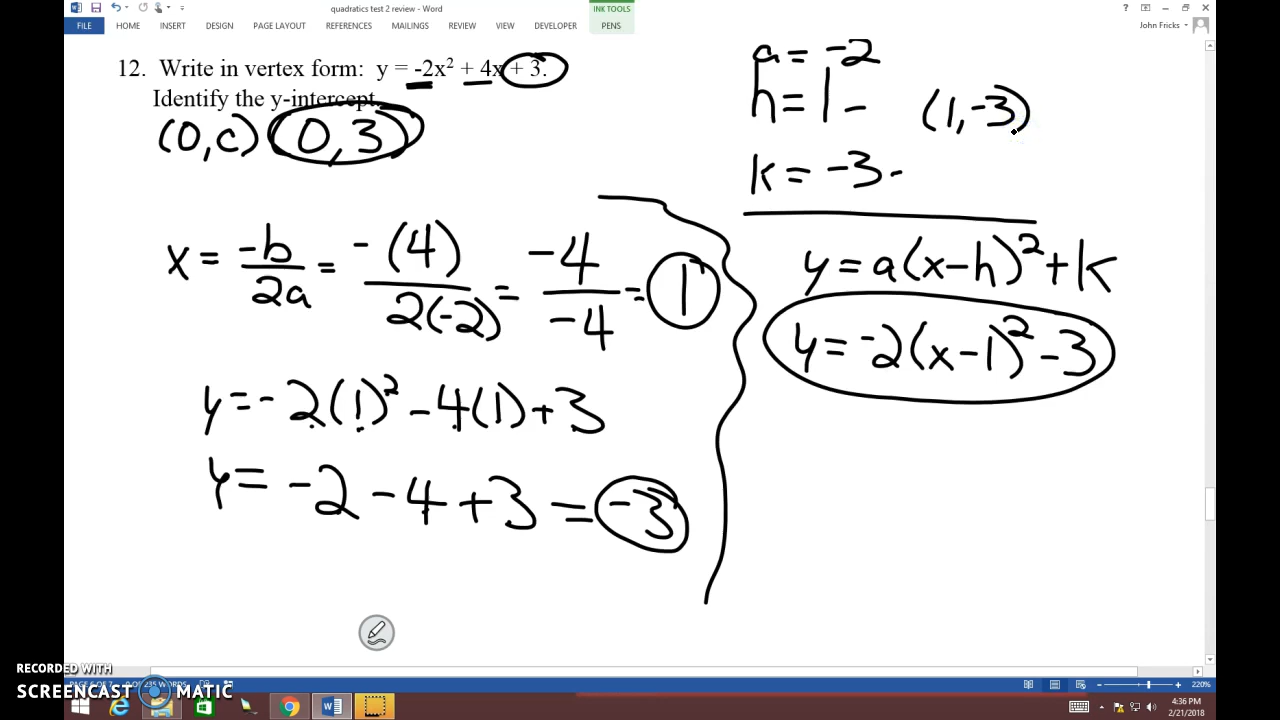 quadratics test 2 review - Word
INK TOOLS
FILE HOME INSERT DESIGN PAGE LAYOUT REFERENCES MAILINGS REVIEW VIEW DEVELOPER PENS
John Fricks
12. Write in vertex form: y = -2x² + 4x + 3.
Identify the y-intercept.
(0,c) (0,3)
x = -b/2a = -(4)/2(-2) = -4/-4 = 1
y = -2(1)² - 4(1) + 3
y = -2 - 4 + 3 = -3
a = -2
h = 1 -
(1,-3)
k = -3 -
y = a(x-h)² + k
y = -2(x-1)² - 3
RECORDED WITH
SCREENCAST MATIC
220%
4:36 PM
2/21/2018